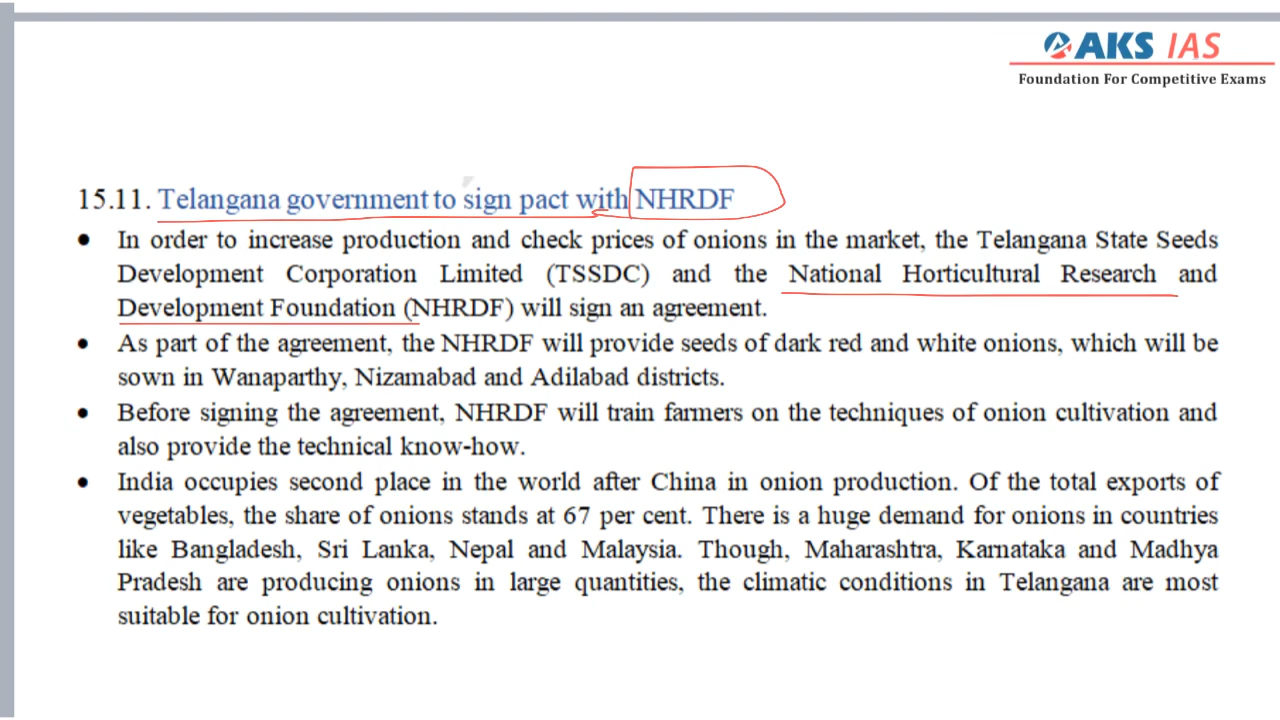 AKS IAS
Foundation For Competitive Exams
15.11. Telangana government to sign pact with NHRDF
● In order to increase production and check prices of onions in the market, the Telangana State Seeds
Development Corporation Limited (TSSDC) and the National Horticultural Research and
Development Foundation (NHRDF) will sign an agreement.
● As part of the agreement, the NHRDF will provide seeds of dark red and white onions, which will be
sown in Wanaparthy, Nizamabad and Adilabad districts.
● Before signing the agreement, NHRDF will train farmers on the techniques of onion cultivation and
also provide the technical know-how.
● India occupies second place in the world after China in onion production. Of the total exports of
vegetables, the share of onions stands at 67 per cent. There is a huge demand for onions in countries
like Bangladesh, Sri Lanka, Nepal and Malaysia. Though, Maharashtra, Karnataka and Madhya
Pradesh are producing onions in large quantities, the climatic conditions in Telangana are most
suitable for onion cultivation.